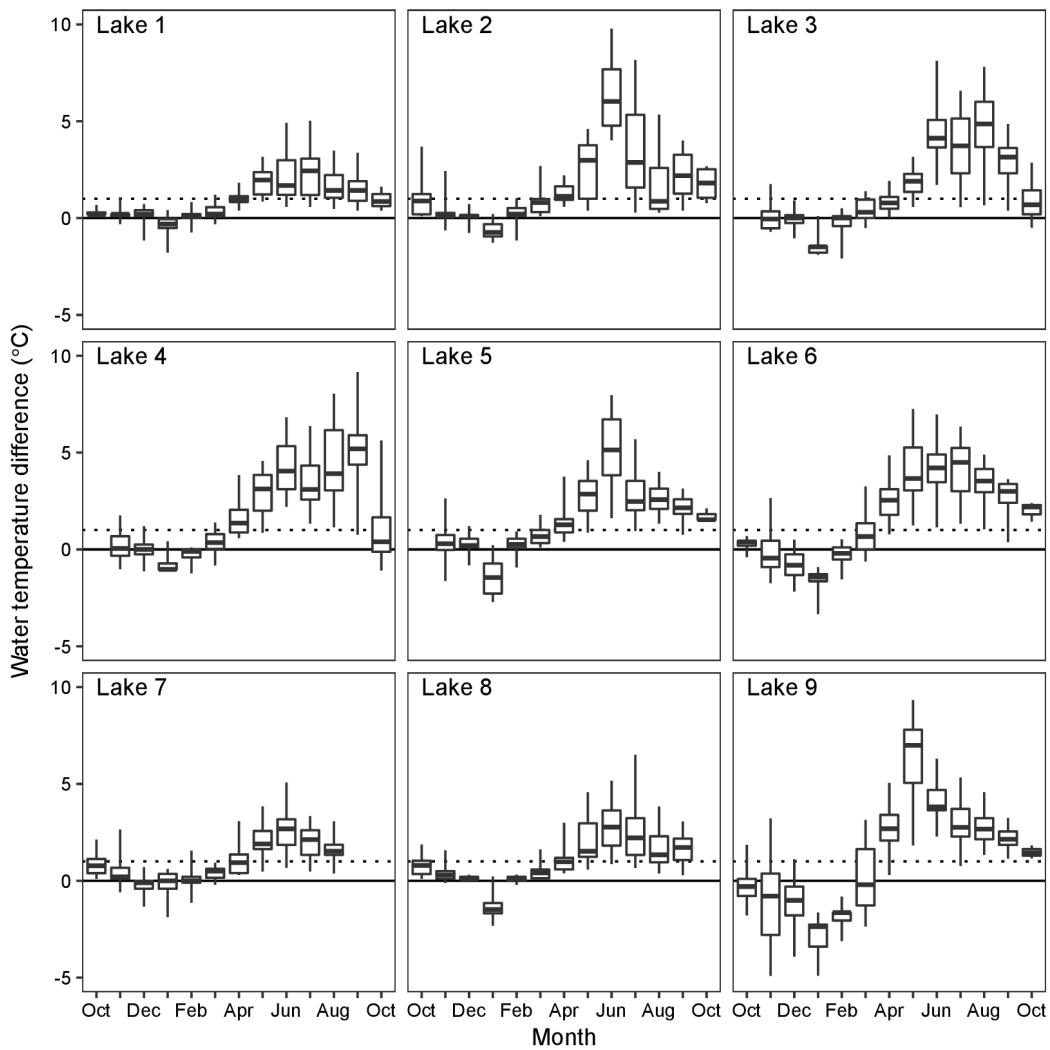 Lake 1
Lake 2
Lake 3
10
5
0
-5
Lake 4
Lake 5
Lake 6
10
5
0
-5
Lake 7
Lake 8
Lake 9
10
5
0
-5
Water temperature difference (°C)
Oct Dec Feb Apr Jun Aug Oct
Oct Dec Feb Apr Jun Aug Oct
Oct Dec Feb Apr Jun Aug Oct
Month